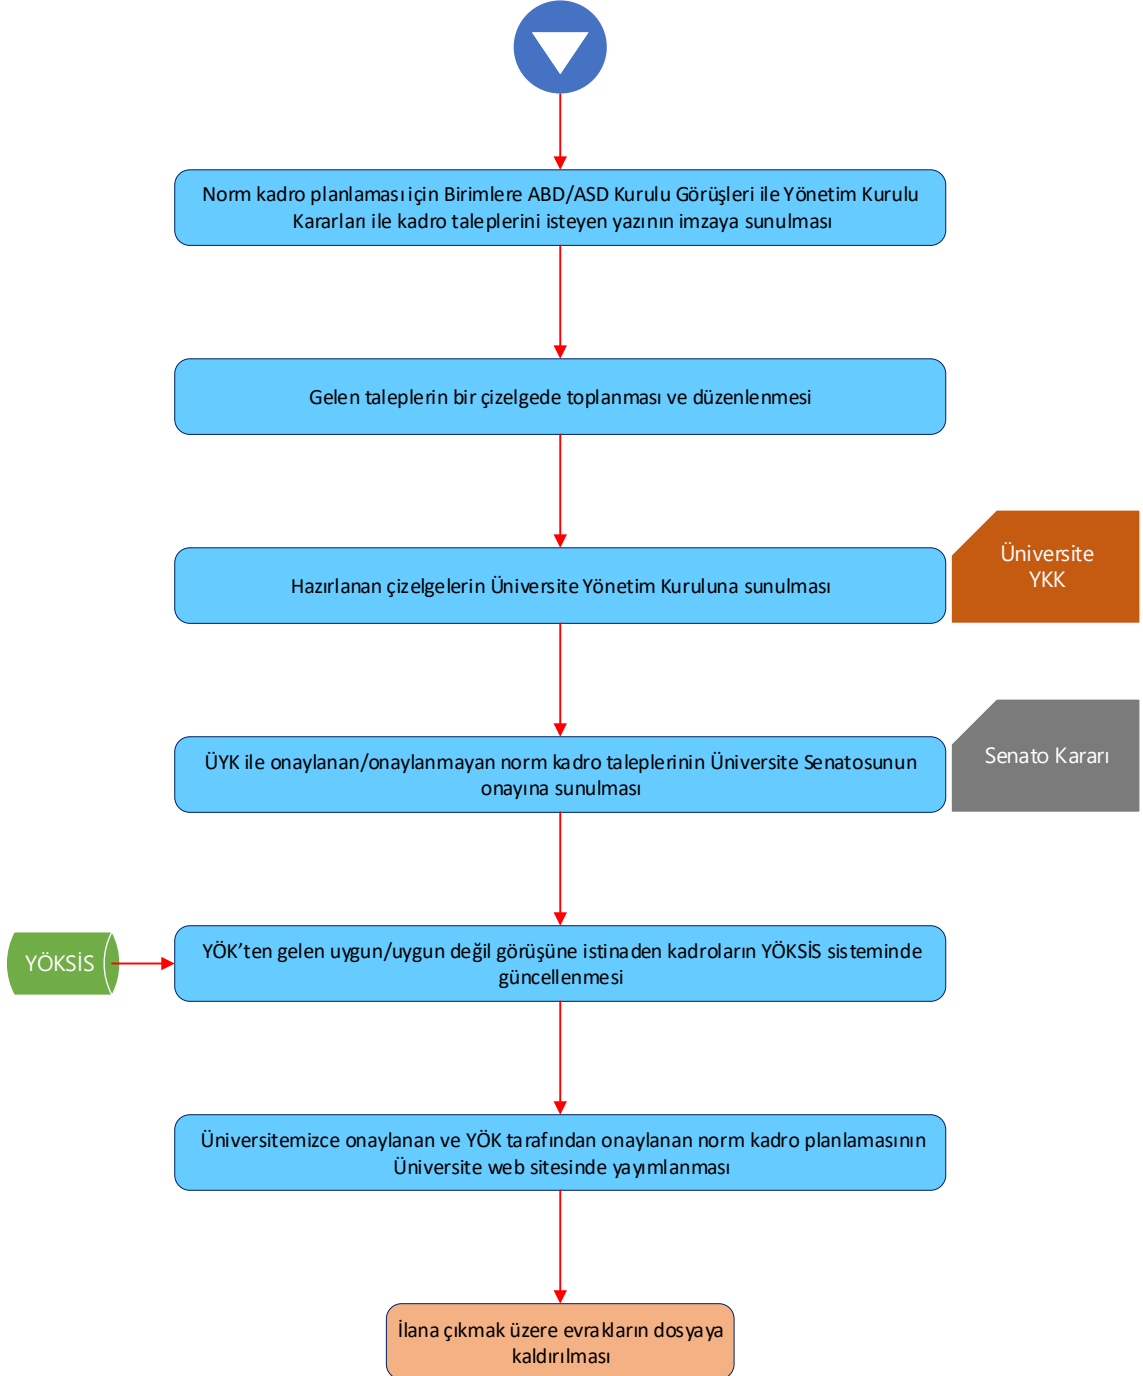 Norm kadro planlaması için Birimlere ABD/ASD Kurulu Görüşleri ile Yönetim Kurulu
Kararları ile kadro taleplerini isteyen yazının imzaya sunulması
Gelen taleplerin bir çizelgede toplanması ve düzenlenmesi
Hazırlanan çizelgelerin Üniversite Yönetim Kuruluna sunulması
Üniversite
YKK
ÜYK ile onaylanan/onaylanmayan norm kadro taleplerinin Üniversite Senatosunun
onayına sunulması
Senato Kararı
YÖKSİS
YÖK’ten gelen uygun/uygun değil görüşüne istinaden kadroların YÖKSİS sisteminde
güncellenmesi
Üniversitemizce onaylanan ve YÖK tarafından onaylanan norm kadro planlamasının
Üniversite web sitesinde yayımlanması
İlana çıkmak üzere evrakların dosyaya
kaldırılması